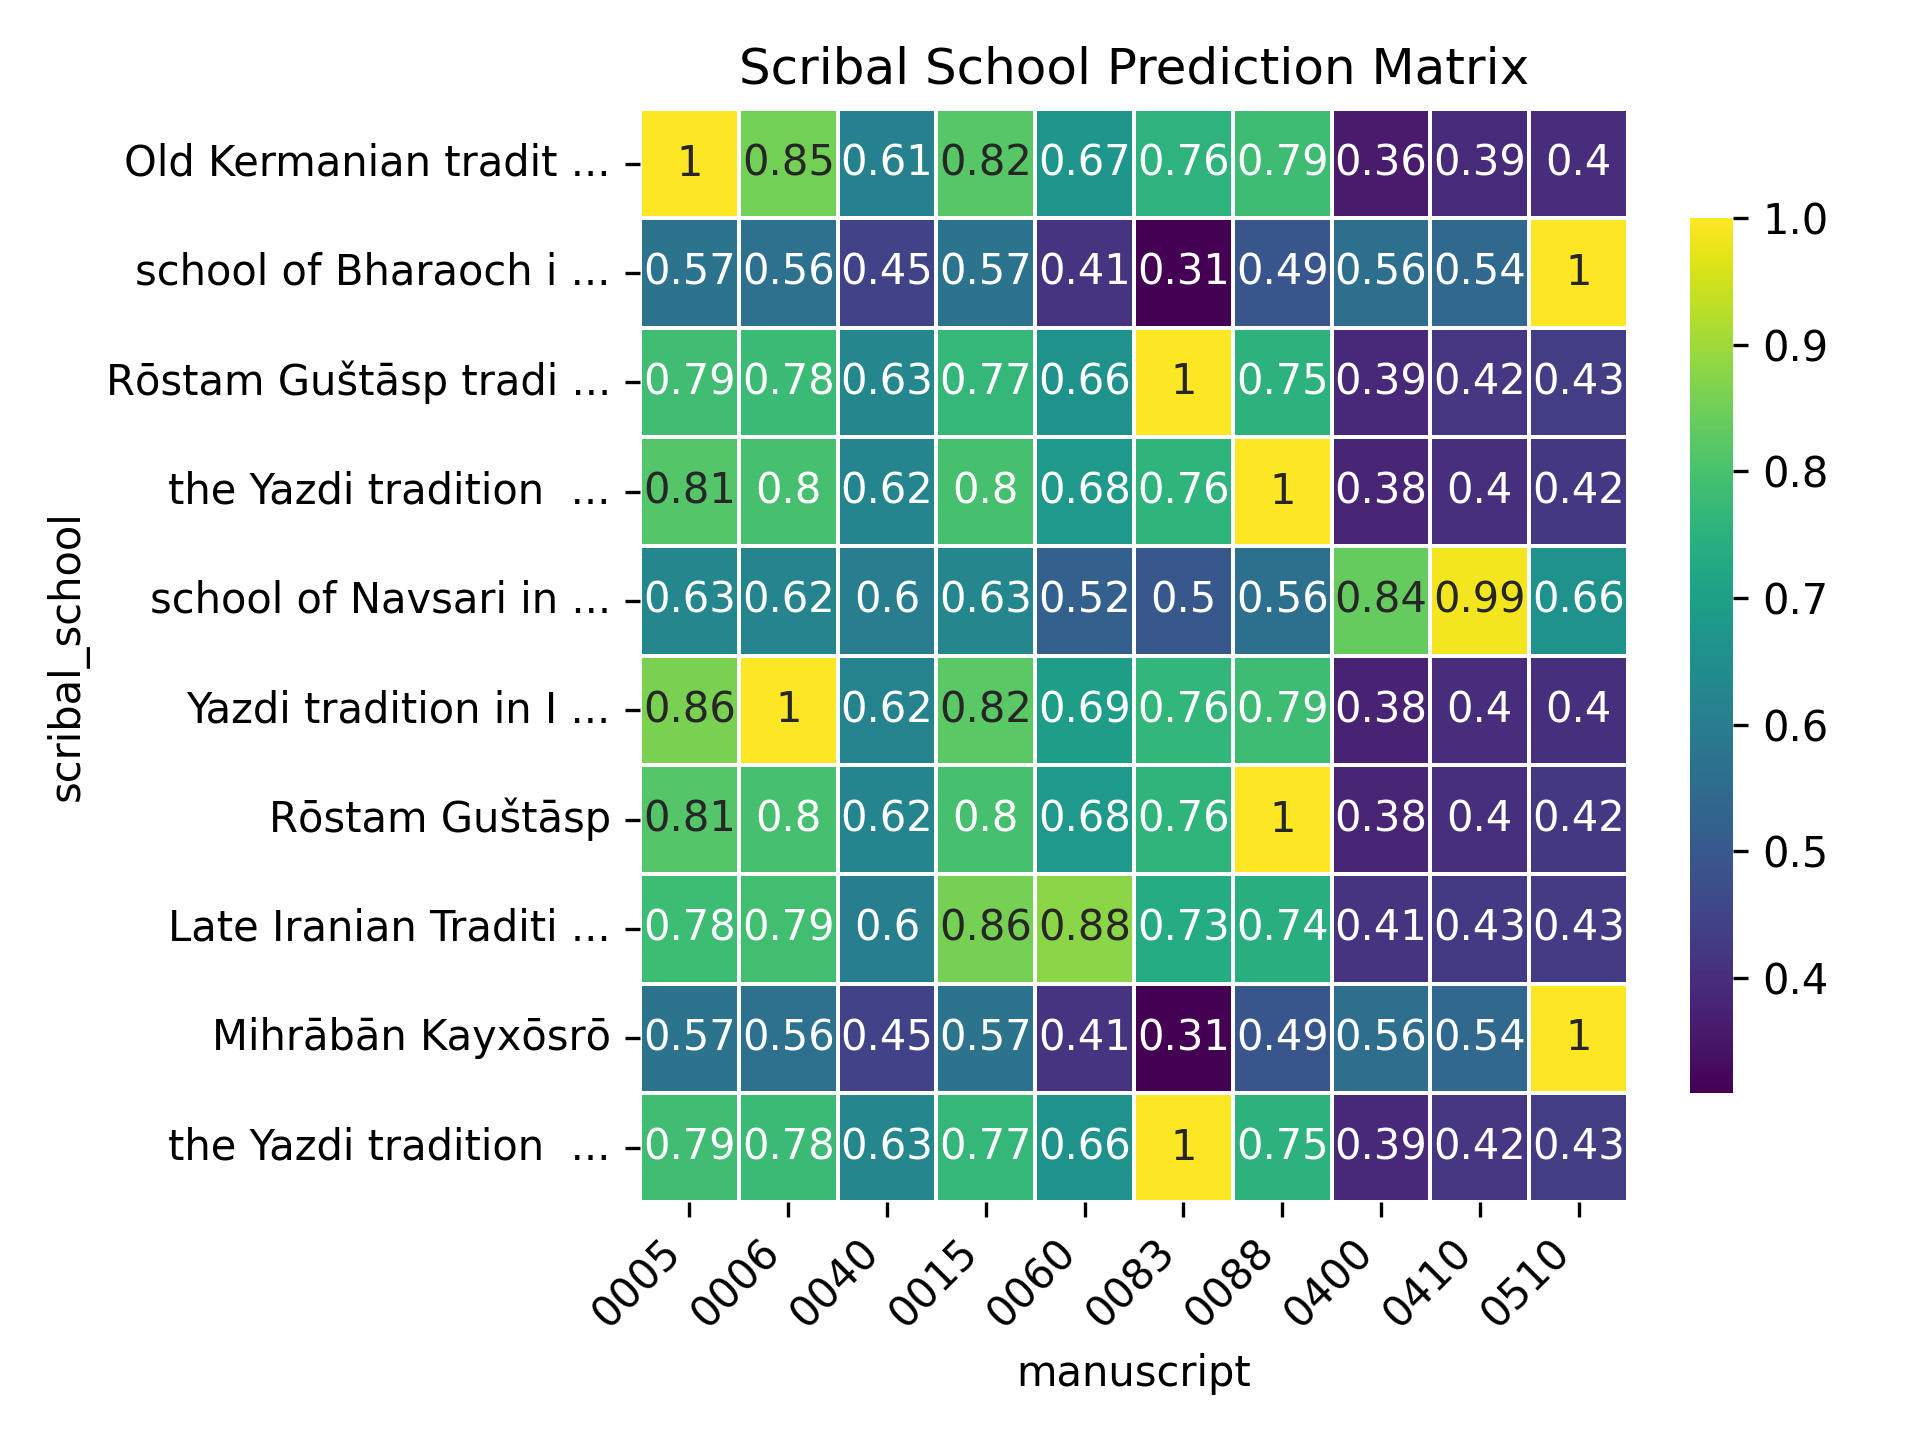 Scribal School Prediction Matrix
Old Kermanian tradit ... 1 0.85 0.61 0.82 0.67 0.76 0.79 0.36 0.39 0.4
school of Bharaoch i ... 0.57 0.56 0.45 0.57 0.41 0.31 0.49 0.56 0.54 1
Rōstam Guštāsp tradi ... 0.79 0.78 0.63 0.77 0.66 1 0.75 0.39 0.42 0.43
the Yazdi tradition  ... 0.81 0.8 0.62 0.8 0.68 0.76 1 0.38 0.4 0.42
school of Navsari in ... 0.63 0.62 0.6 0.63 0.52 0.5 0.56 0.84 0.99 0.66
Yazdi tradition in I ... 0.86 1 0.62 0.82 0.69 0.76 0.79 0.38 0.4 0.4
Rōstam Guštāsp 0.81 0.8 0.62 0.8 0.68 0.76 1 0.38 0.4 0.42
Late Iranian Traditi ... 0.78 0.79 0.6 0.86 0.88 0.73 0.74 0.41 0.43 0.43
Mihrābān Kayxōsrō 0.57 0.56 0.45 0.57 0.41 0.31 0.49 0.56 0.54 1
the Yazdi tradition  ... 0.79 0.78 0.63 0.77 0.66 1 0.75 0.39 0.42 0.43
0005 0006 0040 0015 0060 0083 0088 0400 0410 0510
manuscript
scribal_school
1.0
0.9
0.8
0.7
0.6
0.5
0.4